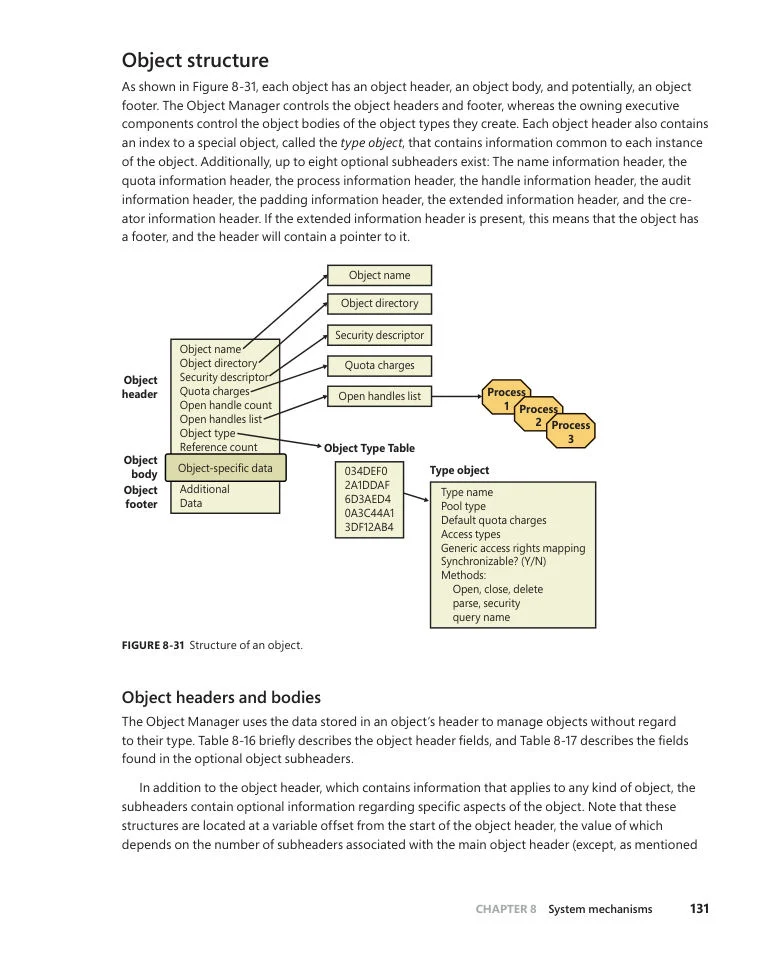 Object structure
As shown in Figure 8-31, each object has an object header, an object body, and potentially, an object
footer. The Object Manager controls the object headers and footer, whereas the owning executive
components control the object bodies of the object types they create. Each object header also contains
an index to a special object, called the type object, that contains information common to each instance
of the object. Additionally, up to eight optional subheaders exist: The name information header, the
quota information header, the process information header, the handle information header, the audit
information header, the padding information header, the extended information header, and the cre-
ator information header. If the extended information header is present, this means that the object has
a footer, and the header will contain a pointer to it.
Object name
Object directory
Security descriptor
Quota charges
Open handles list
Process
1
Process
2
Process
3
Object
header
Object name
Object directory
Security descriptor
Quota charges
Open handle count
Open handles list
Object type
Reference count
Object
body
Object-specific data
Object
footer
Additional
Data
Object Type Table
034DEF0
2A1DDAF
6D3AED4
0A3C44A1
3DF12AB4
Type object
Type name
Pool type
Default quota charges
Access types
Generic access rights mapping
Synchronizable? (Y/N)
Methods:
Open, close, delete
parse, security
query name
FIGURE 8-31 Structure of an object.
Object headers and bodies
The Object Manager uses the data stored in an object's header to manage objects without regard
to their type. Table 8-16 briefly describes the object header fields, and Table 8-17 describes the fields
found in the optional object subheaders.
In addition to the object header, which contains information that applies to any kind of object, the
subheaders contain optional information regarding specific aspects of the object. Note that these
structures are located at a variable offset from the start of the object header, the value of which
depends on the number of subheaders associated with the main object header (except, as mentioned
CHAPTER 8 System mechanisms 131